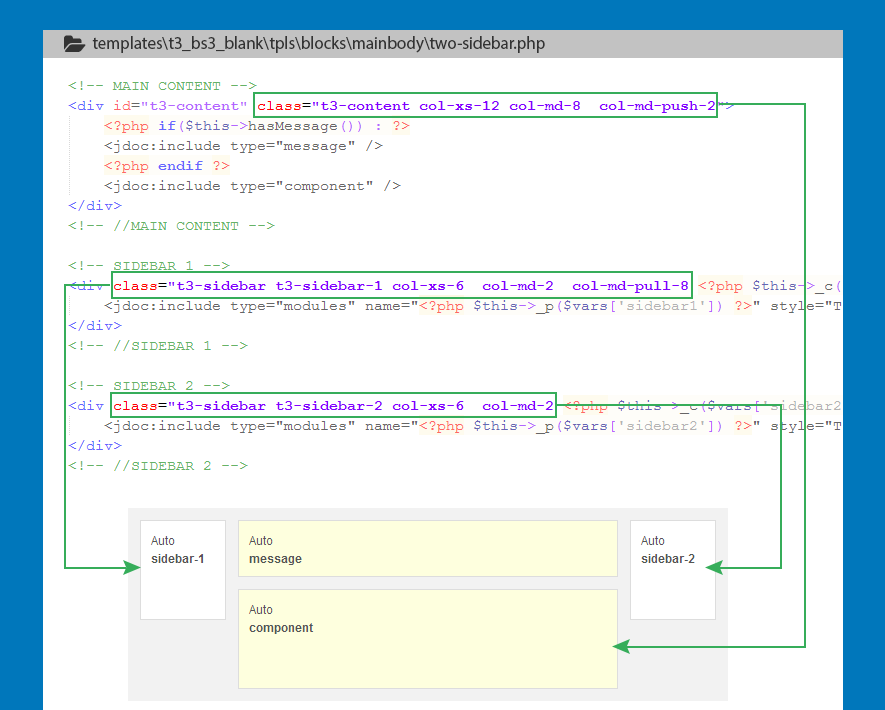 templates\t3_bs3_blank\tpls\blocks\mainbody\two-sidebar.php
<!-- MAIN CONTENT -->
<div id="t3-content" class="t3-content col-xs-12 col-md-8  col-md-push-2">
<?php if($this->hasMessage()) : ?>
<jdoc:include type="message" />
<?php endif ?>
<jdoc:include type="component" />
</div>
<!-- //MAIN CONTENT -->
<!-- SIDEBAR 1 -->
<div class="t3-sidebar t3-sidebar-1 col-xs-6  col-md-2  col-md-pull-8 <?php $this->_c(
<jdoc:include type="modules" name="<?php $this->_p($vars['sidebar1']) ?>" style="T
</div>
<!-- //SIDEBAR 1 -->
<!-- SIDEBAR 2 -->
<div class="t3-sidebar t3-sidebar-2 col-xs-6  col-md-2 <?php $this->_c($vars['sidebar2
<jdoc:include type="modules" name="<?php $this->_p($vars['sidebar2']) ?>" style="T
</div>
<!-- //SIDEBAR 2 -->
Auto
sidebar-1
Auto
message
Auto
sidebar-2
Auto
component